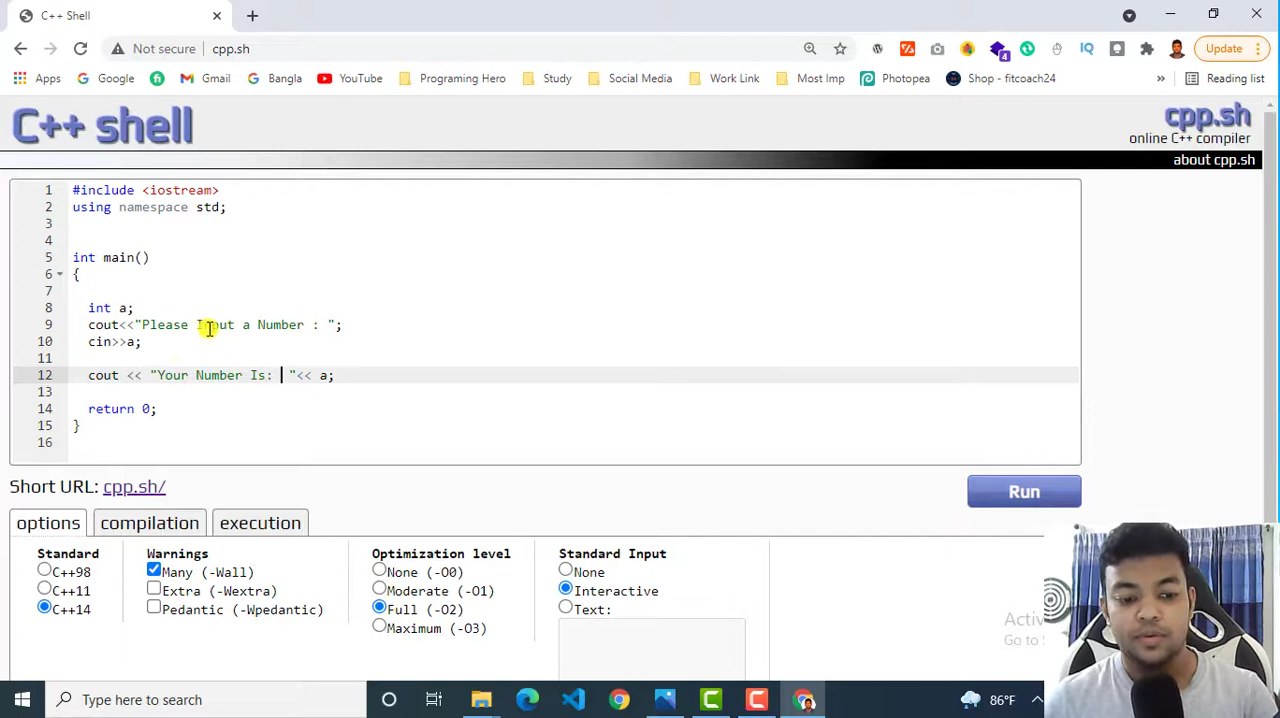 C++ Shell
Not secure
cpp.sh
4
IQ
Update
Apps
Google
Gmail
Bangla
YouTube
Programing Hero
Study
Social Media
Work Link
Most Imp
Photopea
Shop - fitcoach24
»
Reading list
C++ shell
cpp.sh
online C++ compiler
about cpp.sh
1 #include <iostream>
2 using namespace std;
3
4
5 int main()
6 {
7
8 int a;
9 cout<<"Please Input a Number : ";
10 cin>>a;
11
12 cout << "Your Number Is: "<< a;
13
14 return 0;
15 }
16
Short URL: cpp.sh/
Run
options compilation execution
Standard Warnings Optimization level Standard Input
C++98 Many (-Wall) None (-O0) None
C++11 Extra (-Wextra) Moderate (-O1) Interactive
C++14 Pedantic (-Wpedantic) Full (-O2) Text:
Maximum (-O3)
Go to
Type here to search
86°F